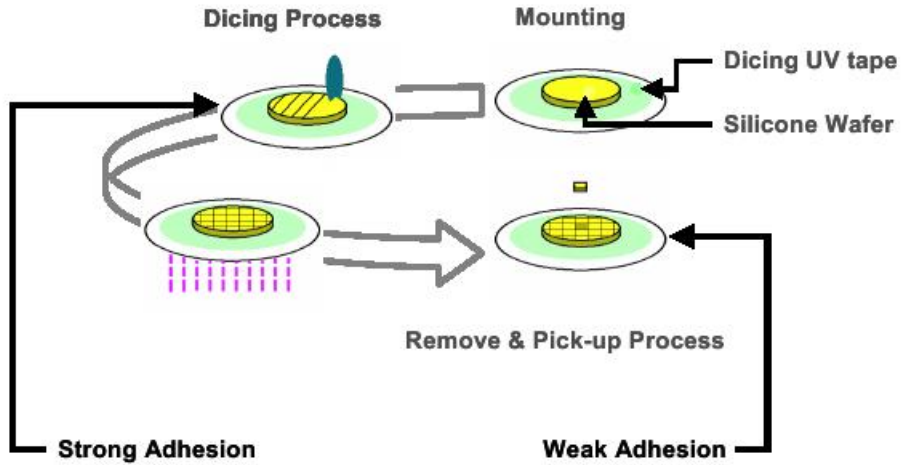 Dicing Process
Mounting
Dicing UV tape
Silicone Wafer
Remove & Pick-up Process
Strong Adhesion
Weak Adhesion